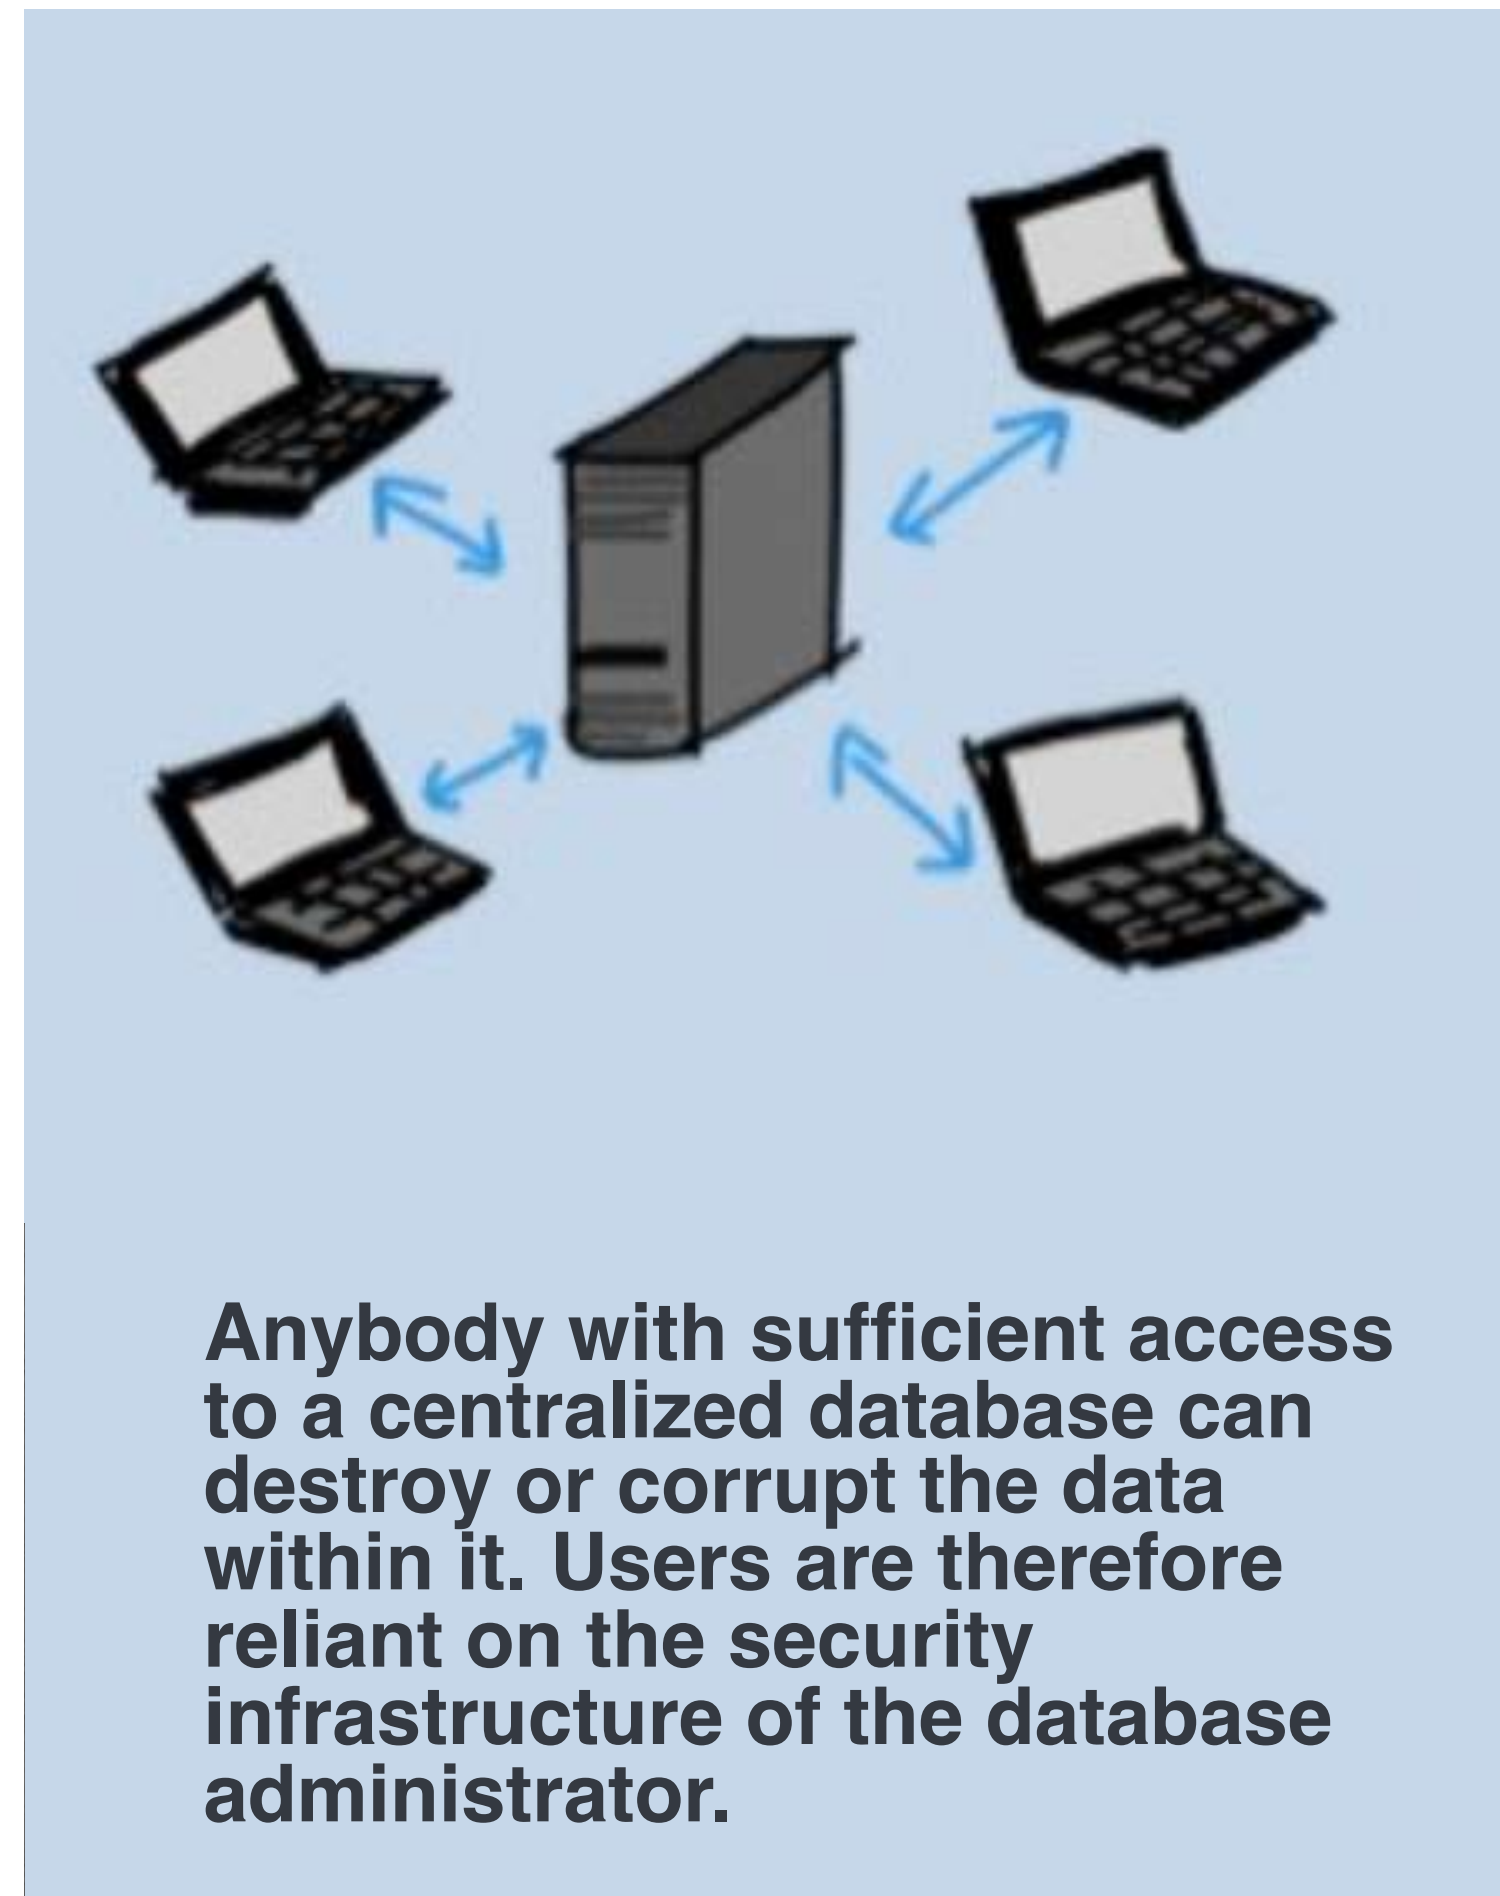 Anybody with sufficient access
to a centralized database can
destroy or corrupt the data
within it. Users are therefore
reliant on the security
infrastructure of the database
administrator.